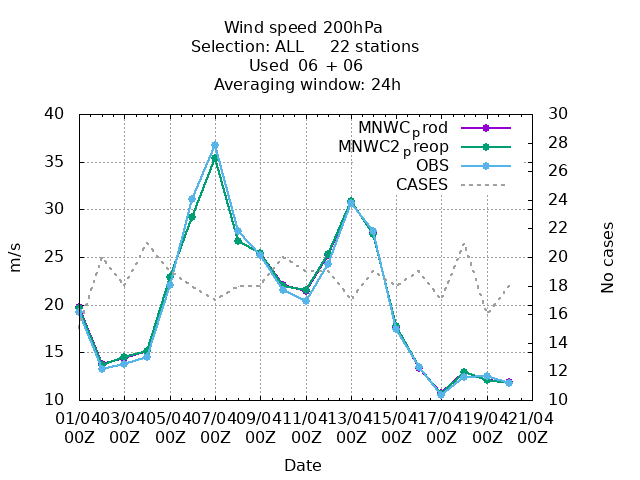 Wind speed 200hPa
Selection: ALL 22 stations
Used 06 + 06
Averaging window: 24h
MNWCprod
MNWC2preop
OBS
CASES
m/s
40
35
30
25
20
15
10
No cases
30
28
26
24
22
20
18
16
14
12
10
01/04 03/04 05/04 07/04 09/04 11/04 13/04 15/04 17/04 19/04 21/04
00Z 00Z 00Z 00Z 00Z 00Z 00Z 00Z 00Z 00Z 00Z
Date